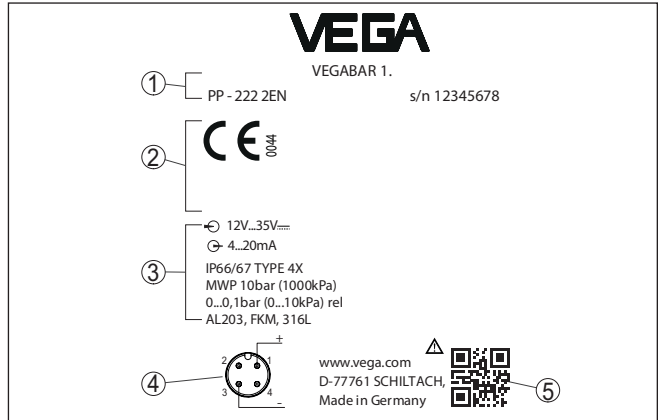 VEGA
VEGABAR 1.
① PP - 222 2EN s/n 12345678
② CE 0044
12V...35V
4...20mA
③ IP66/67 TYPE 4X
MWP 10bar (1000kPa)
0...0,1bar (0...10kPa) rel
AL203, FKM, 316L
+
2 1
3 4
-
④
www.vega.com
D-77761 SCHILTACH,
Made in Germany
⑤